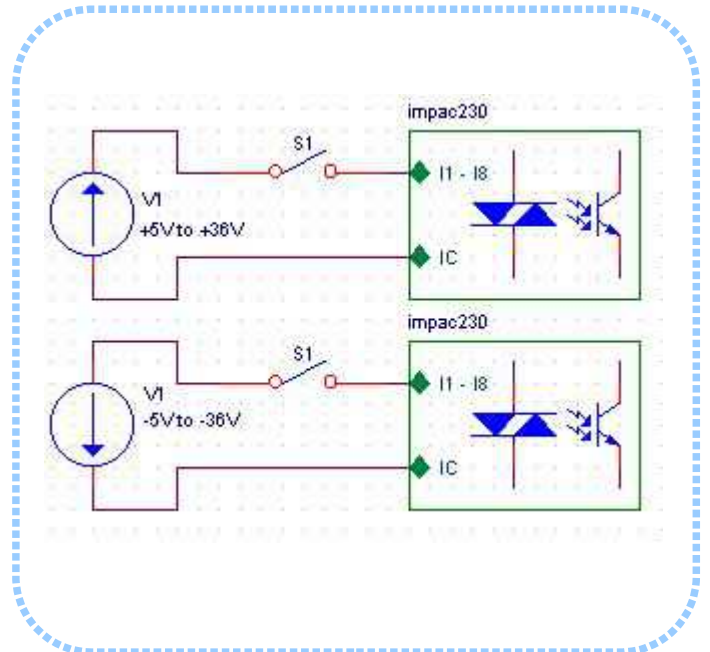 impac230
S1
I1 - I8
V1
+5V to +36V
IC
impac230
S1
I1 - I8
V1
-5V to -36V
IC